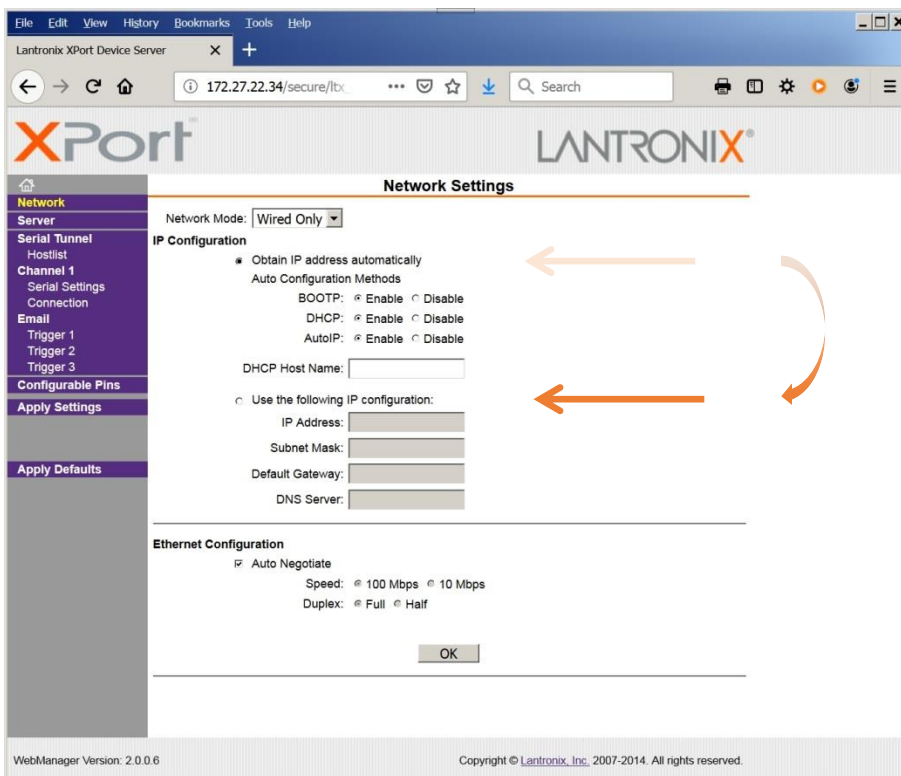 File Edit View History Bookmarks Tools Help
Lantronix XPort Device Server × +
172.27.22.34/secure/ltx_ ••• Search
XPort LANTRONIX®
Network Settings
Network
Server
Serial Tunnel
Hostlist
Channel 1
Serial Settings
Connection
Email
Trigger 1
Trigger 2
Trigger 3
Configurable Pins
Apply Settings
Apply Defaults
Network Mode: Wired Only
IP Configuration
Obtain IP address automatically
Auto Configuration Methods
BOOTP: Enable Disable
DHCP: Enable Disable
AutoIP: Enable Disable
DHCP Host Name:
Use the following IP configuration:
IP Address:
Subnet Mask:
Default Gateway:
DNS Server:
Ethernet Configuration
Auto Negotiate
Speed: 100 Mbps 10 Mbps
Duplex: Full Half
OK
WebManager Version: 2.0.0.6 Copyright © Lantronix, Inc. 2007-2014. All rights reserved.